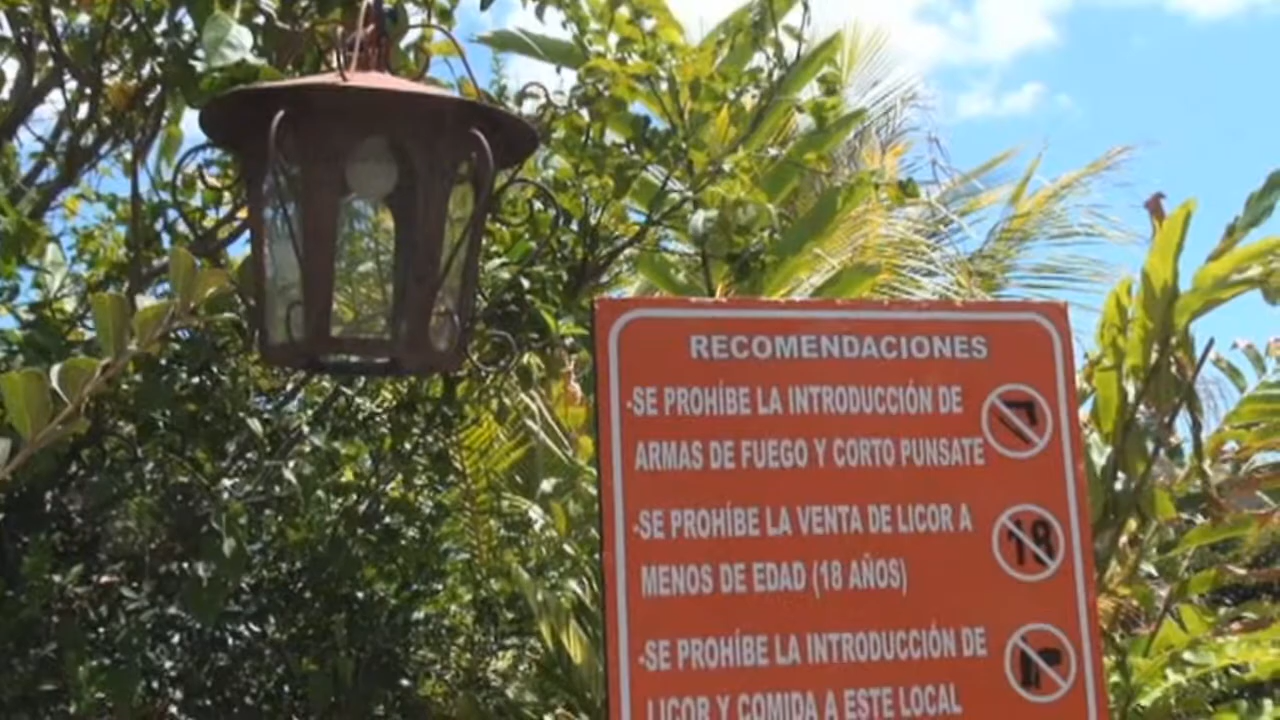 RECOMENDACIONES
-SE PROHÍBE LA INTRODUCCIÓN DE
ARMAS DE FUEGO Y CORTO PUNSATE
-SE PROHÍBE LA VENTA DE LICOR A
MENOS DE EDAD (18 AÑOS)
18
-SE PROHÍBE LA INTRODUCCIÓN DE
LICOR Y COMIDA A ESTE LOCAL